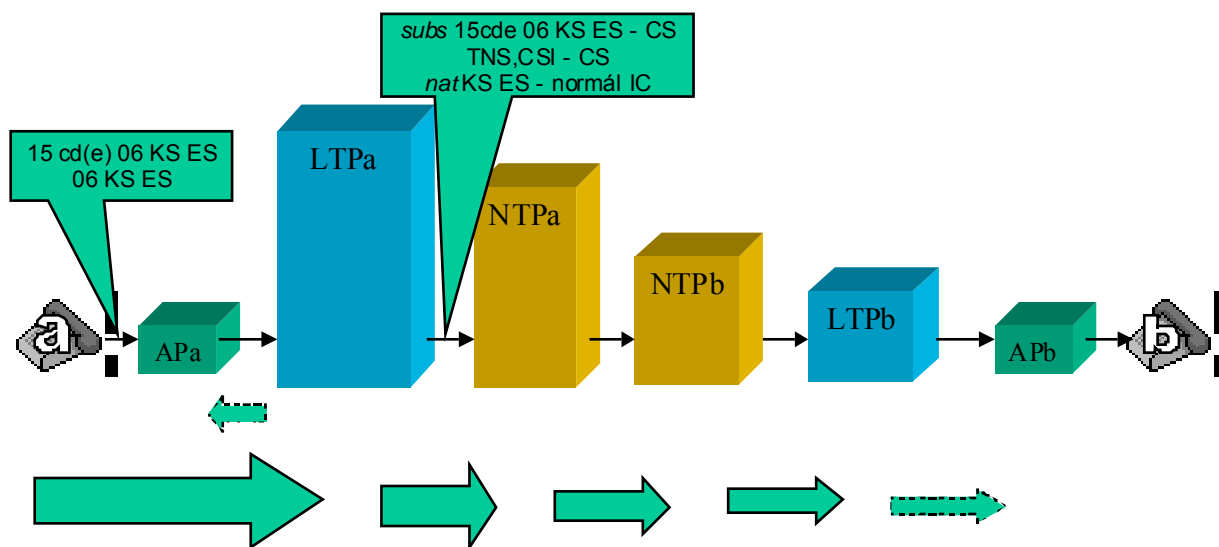 subs 15cde 06 KS ES - CS
TNS,CSI - CS
nat KS ES - normál IC
15 cd(e) 06 KS ES
06 KS ES
LTPa
NTPa
NTPb
LTPb
APa
APb
a
b